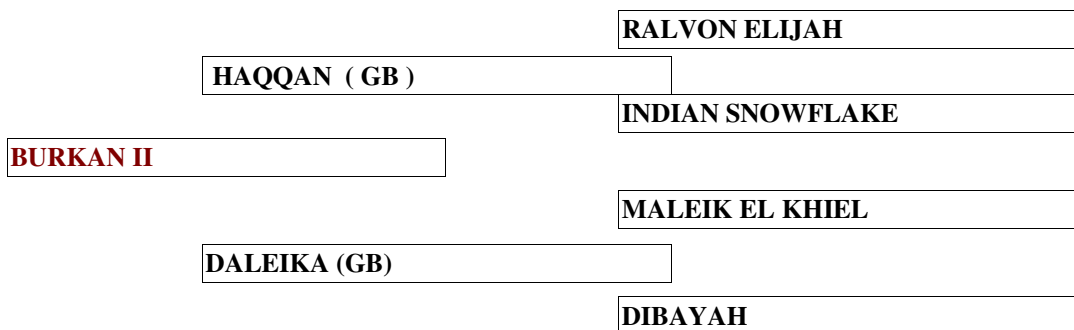 RALVON ELIJAH
HAQQAN ( GB )
INDIAN SNOWFLAKE
BURKAN II
MALEIK EL KHIEL
DALEIKA (GB)
DIBAYAH